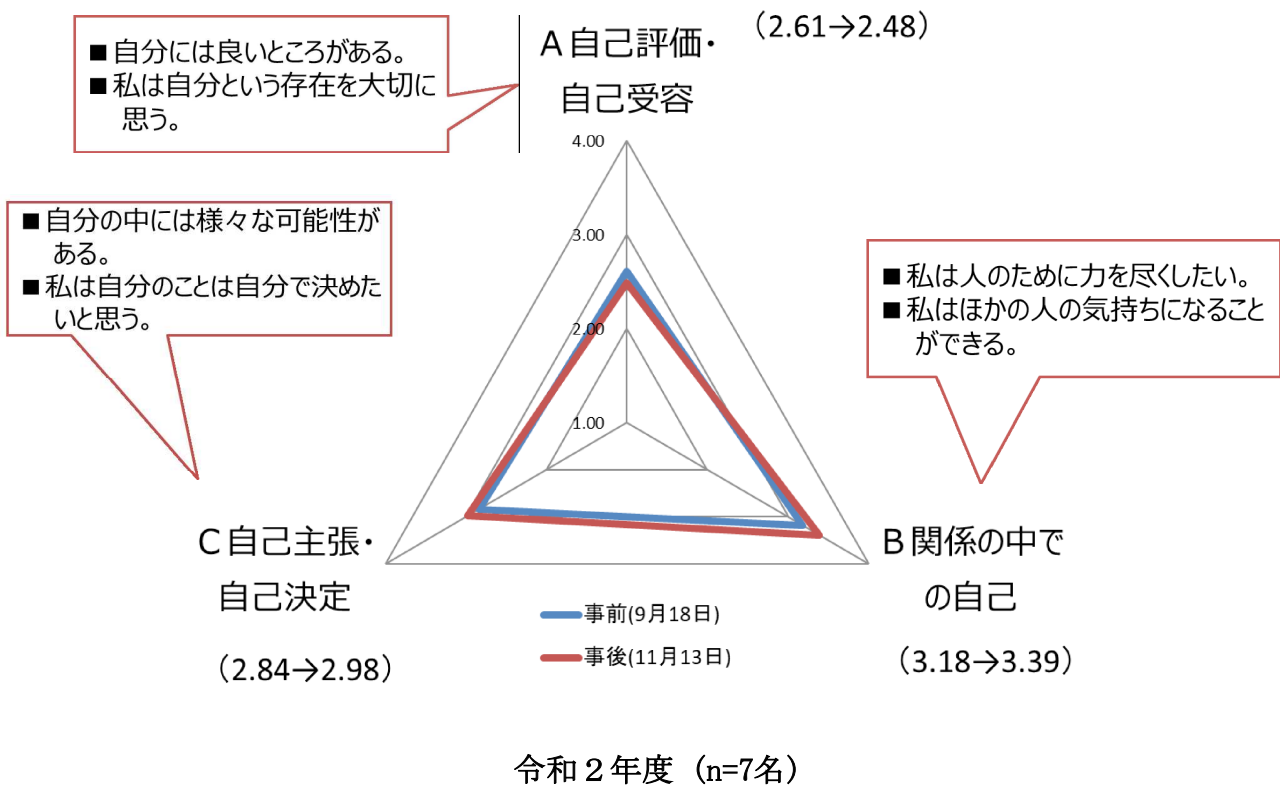 ■ 自分には良いところがある。
■ 私は自分という存在を大切に
思う。
A 自己評価・
自己受容
（2.61→2.48）
■ 自分の中には様々な可能性が
ある。
■ 私は自分のことは自分で決めた
いと思う。
■ 私は人のために力を尽くしたい。
■ 私はほかの人の気持ちになること
ができる。
4.00
3.00
2.00
1.00
C 自己主張・
自己決定
（2.84→2.98）
B 関係の中で
の自己
（3.18→3.39）
事前(9月18日)
事後(11月13日)
令和２年度（n=7名）